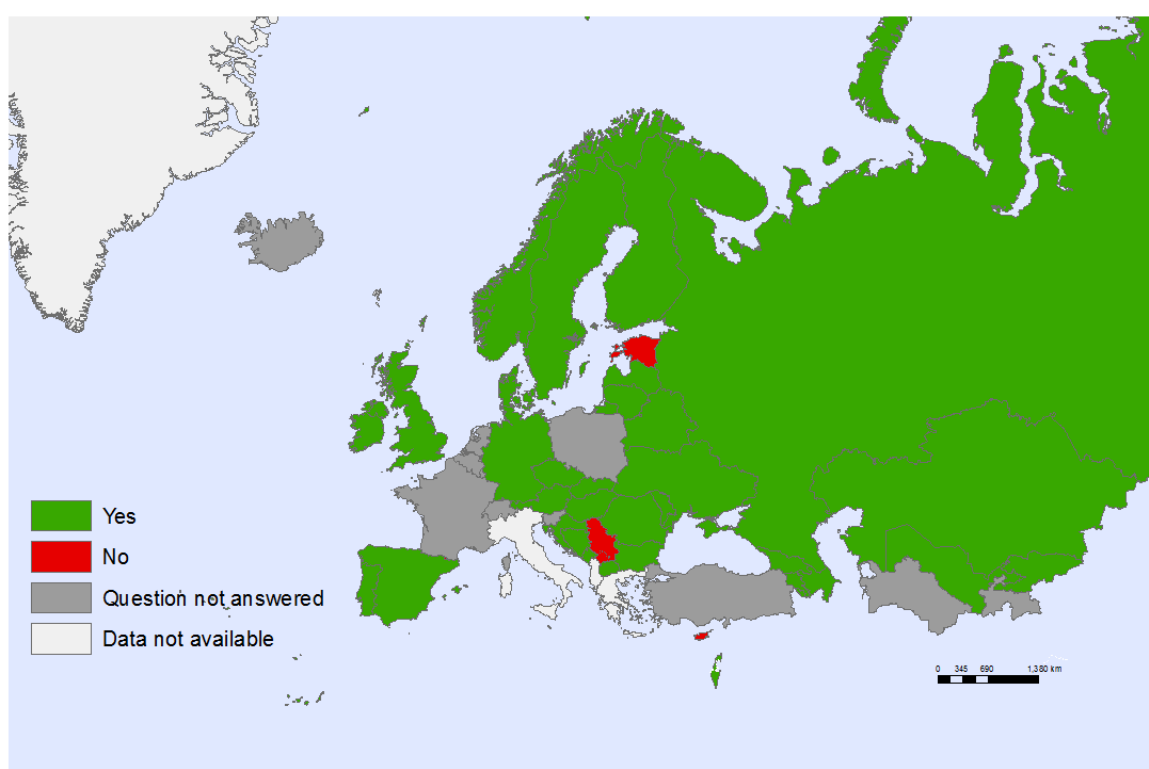 Yes
No
Question not answered
Data not available
0 345 690 1,380 km